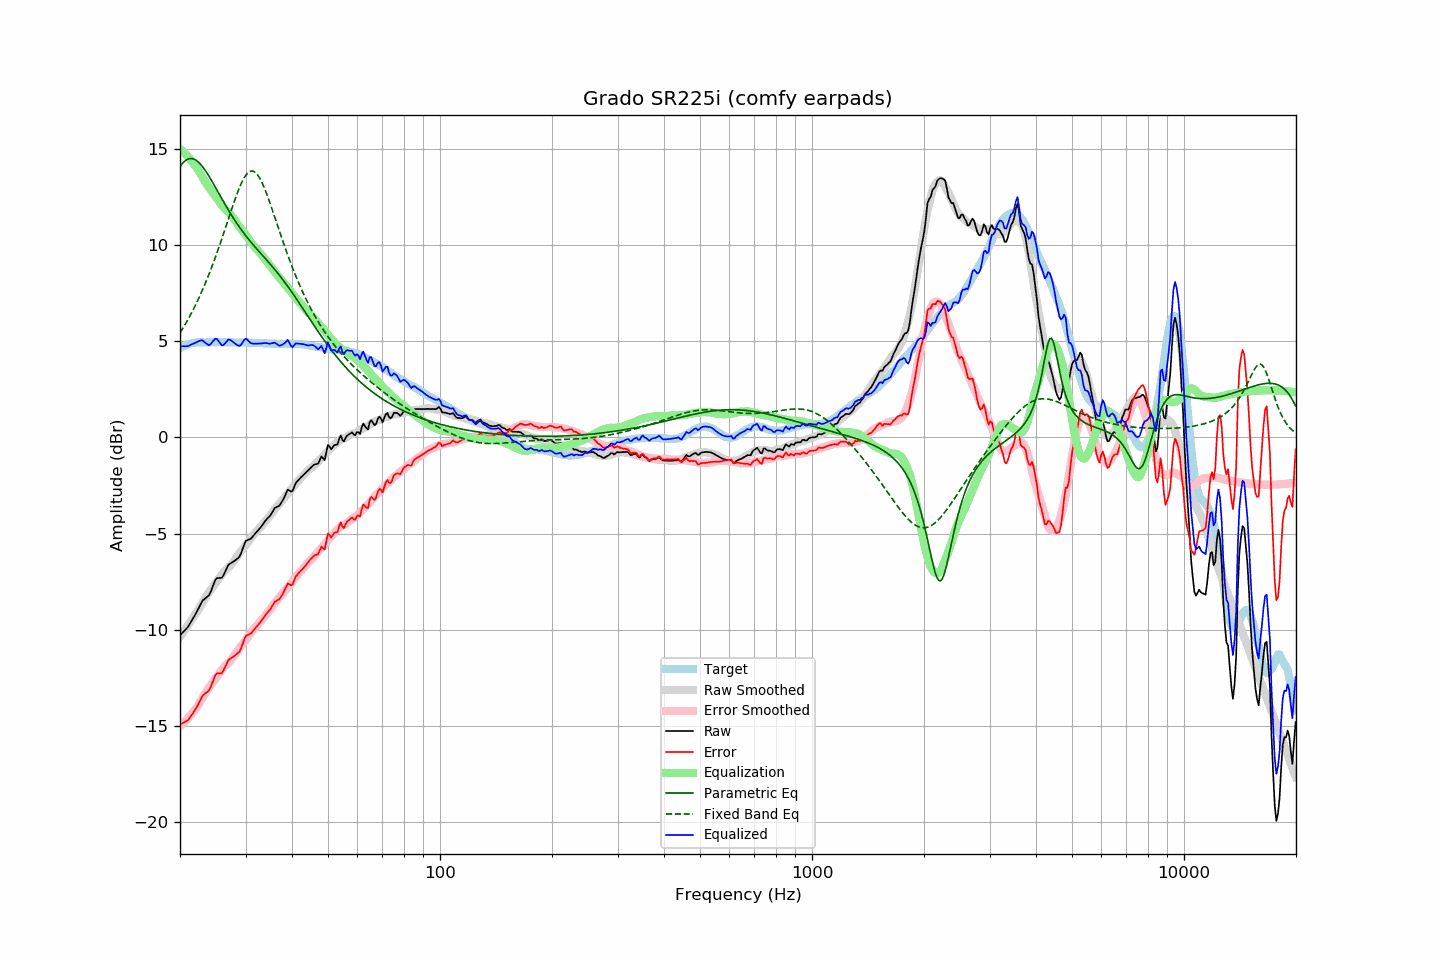 Grado SR225i (comfy earpads)
15
10
5
0
−5
−10
−15
−20
Amplitude (dBr)
Target
Raw Smoothed
Error Smoothed
Raw
Error
Equalization
Parametric Eq
Fixed Band Eq
Equalized
100
1000
10000
Frequency (Hz)